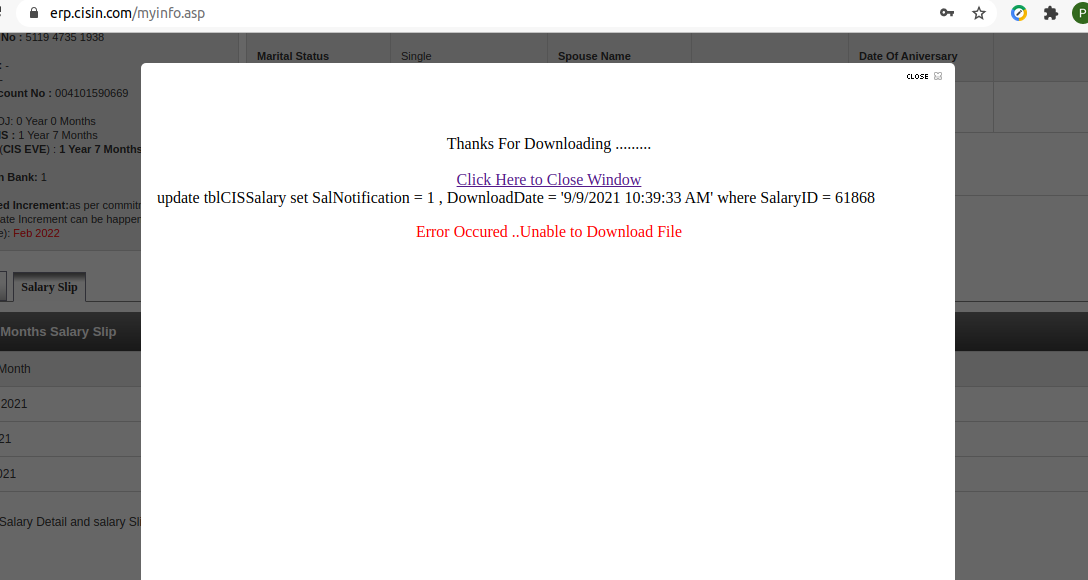 erp.cisin.com/myinfo.asp
P
No : 5119 4735 1938
Marital Status Single Spouse Name Date Of Aniversary
: -
CLOSE
count No : 004101590669
OJ: 0 Year 0 Months
IS : 1 Year 7 Months
(CIS EVE) : 1 Year 7 Months
n Bank: 1
ed Increment:as per commitm
ate Increment can be happen
e): Feb 2022
Thanks For Downloading .........
Click Here to Close Window
update tblCISSalary set SalNotification = 1 , DownloadDate = '9/9/2021 10:39:33 AM' where SalaryID = 61868
Error Occured ..Unable to Download File
Salary Slip
Months Salary Slip
Month
2021
21
021
Salary Detail and salary Sli